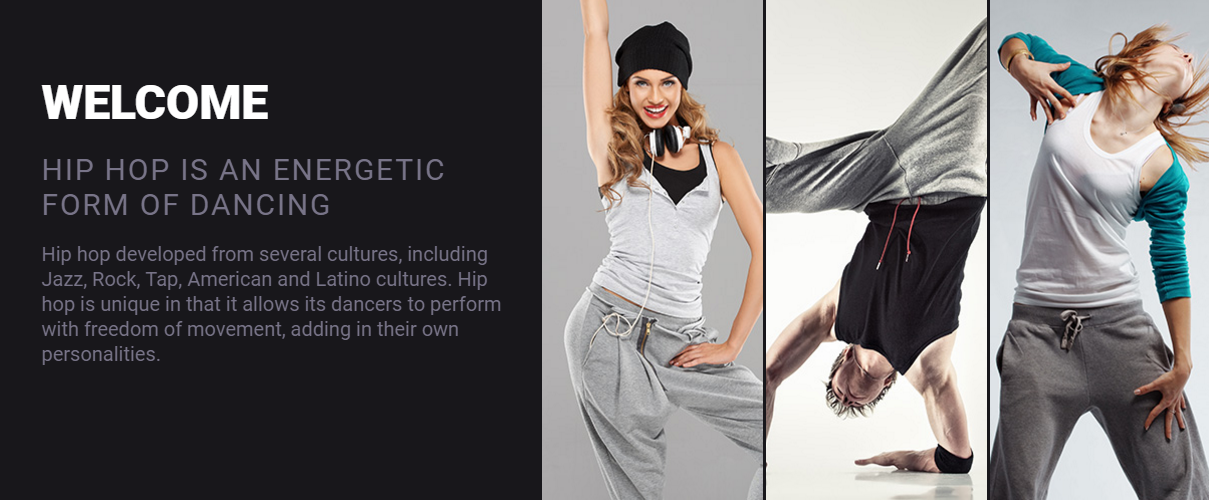 WELCOME
HIP HOP IS AN ENERGETIC
FORM OF DANCING
Hip hop developed from several cultures, including
Jazz, Rock, Tap, American and Latino cultures. Hip
hop is unique in that it allows its dancers to perform
with freedom of movement, adding in their own
personalities.